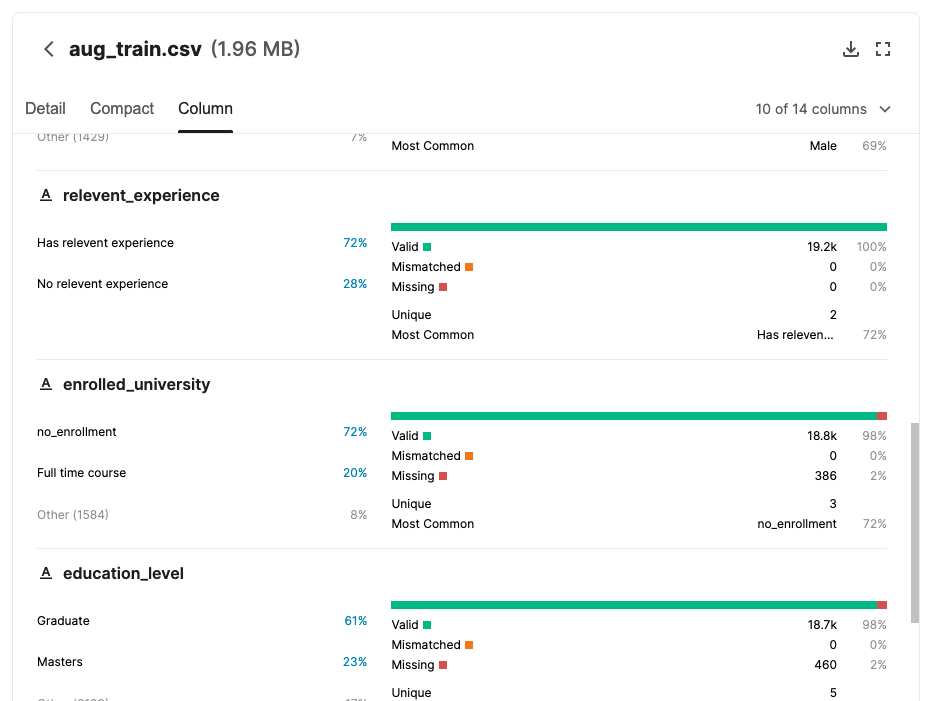 aug_train.csv (1.96 MB)
Detail Compact Column 10 of 14 columns
Other (1429) 7%
Most Common Male 69%
A relevent_experience
Has relevent experience 72%
No relevent experience 28%
Valid 19.2k 100%
Mismatched 0 0%
Missing 0 0%
Unique 2
Most Common Has releven... 72%
A enrolled_university
no_enrollment 72%
Full time course 20%
Other (1584) 8%
Valid 18.8k 98%
Mismatched 0 0%
Missing 386 2%
Unique 3
Most Common no_enrollment 72%
A education_level
Graduate 61%
Masters 23%
Valid 18.7k 98%
Mismatched 0 0%
Missing 460 2%
Unique 5